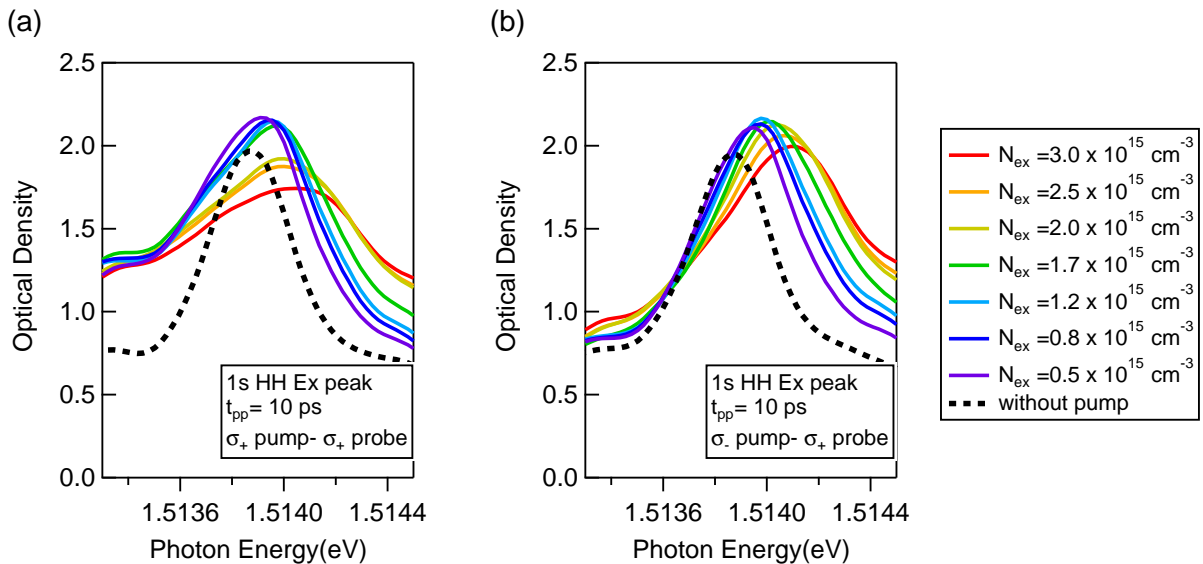 (a)
(b)
2.5
2.0
1.5
1.0
0.5
0.0
Optical Density
1s HH Ex peak
tpp= 10 ps
σ+ pump- σ+ probe
1.5136
1.5140
1.5144
Photon Energy(eV)
2.5
2.0
1.5
1.0
0.5
0.0
Optical Density
1s HH Ex peak
tpp= 10 ps
σ- pump- σ+ probe
1.5136
1.5140
1.5144
Photon Energy(eV)
Nex =3.0 x 10^15 cm^-3
Nex =2.5 x 10^15 cm^-3
Nex =2.0 x 10^15 cm^-3
Nex =1.7 x 10^15 cm^-3
Nex =1.2 x 10^15 cm^-3
Nex =0.8 x 10^15 cm^-3
Nex =0.5 x 10^15 cm^-3
without pump